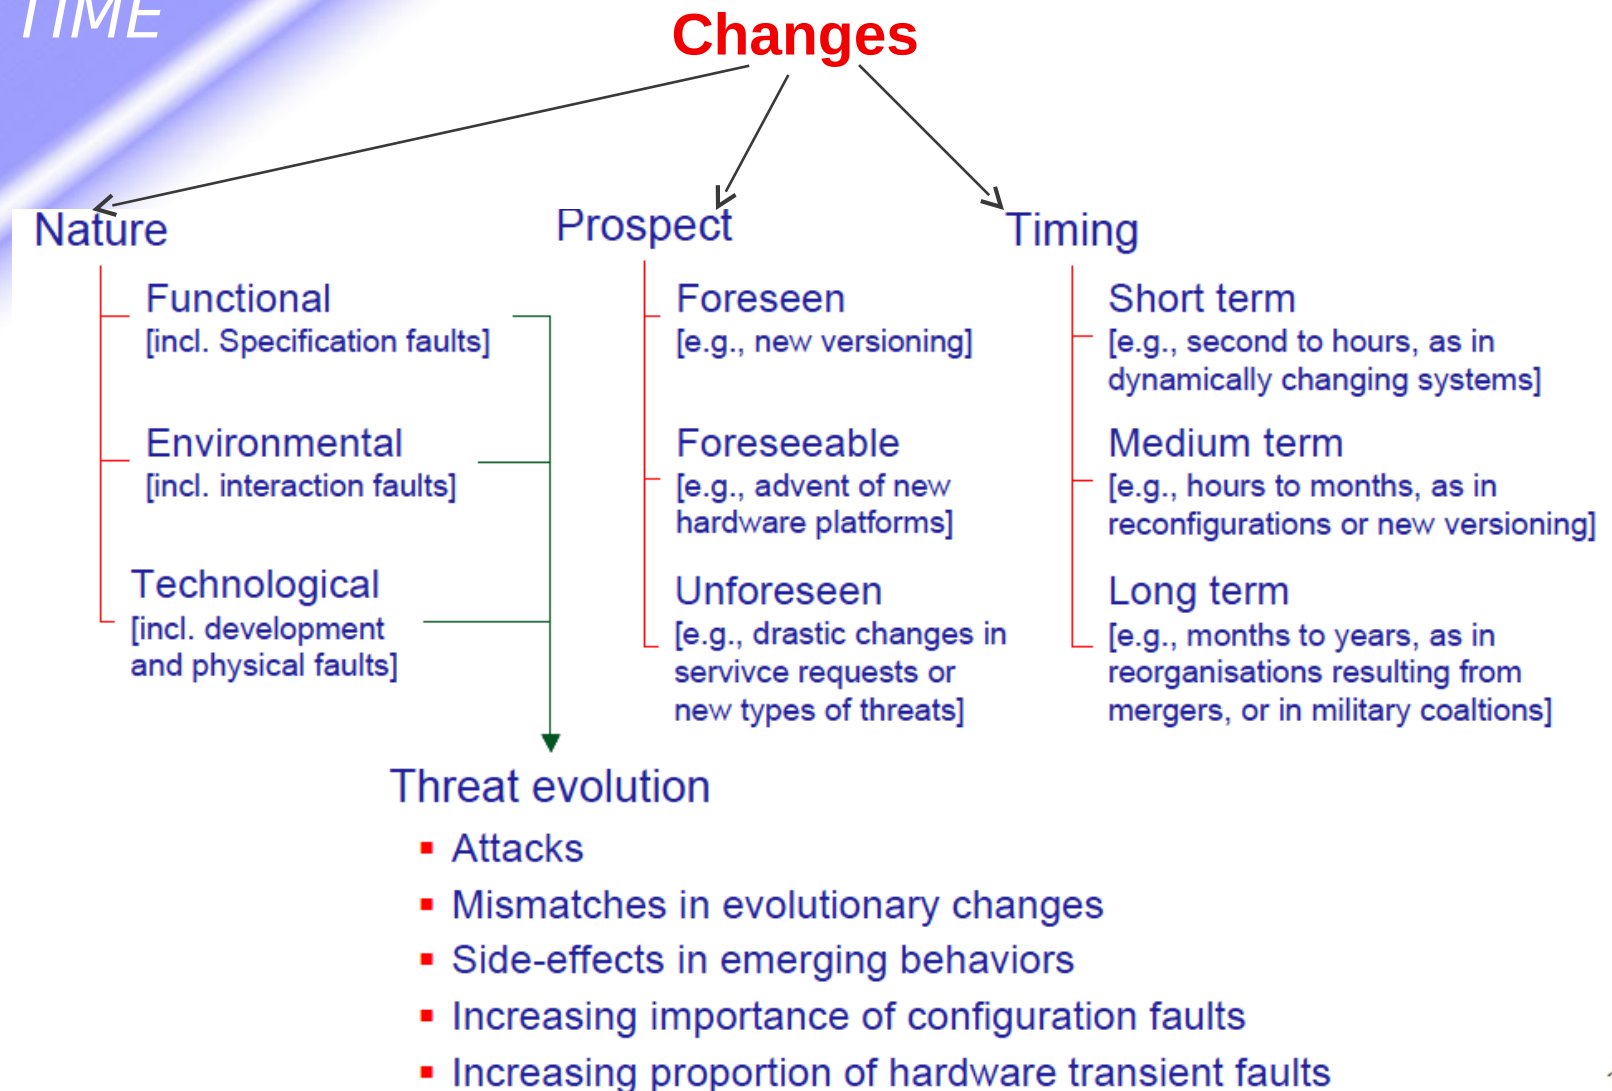 TIME
Changes
Nature
Functional
[incl. Specification faults]
Environmental
[incl. interaction faults]
Technological
[incl. development
and physical faults]
Prospect
Foreseen
[e.g., new versioning]
Foreseeable
[e.g., advent of new
hardware platforms]
Unforeseen
[e.g., drastic changes in
servivce requests or
new types of threats]
Timing
Short term
[e.g., second to hours, as in
dynamically changing systems]
Medium term
[e.g., hours to months, as in
reconfigurations or new versioning]
Long term
[e.g., months to years, as in
reorganisations resulting from
mergers, or in military coaltions]
Threat evolution
▪ Attacks
▪ Mismatches in evolutionary changes
▪ Side-effects in emerging behaviors
▪ Increasing importance of configuration faults
▪ Increasing proportion of hardware transient faults